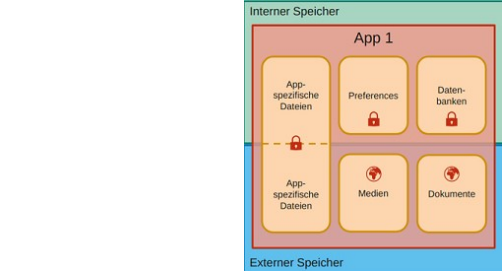 Interner Speicher
App 1
App-
spezifische
Dateien
Preferences
Daten-
banken
App-
spezifische
Dateien
Medien
Dokumente
Externer Speicher